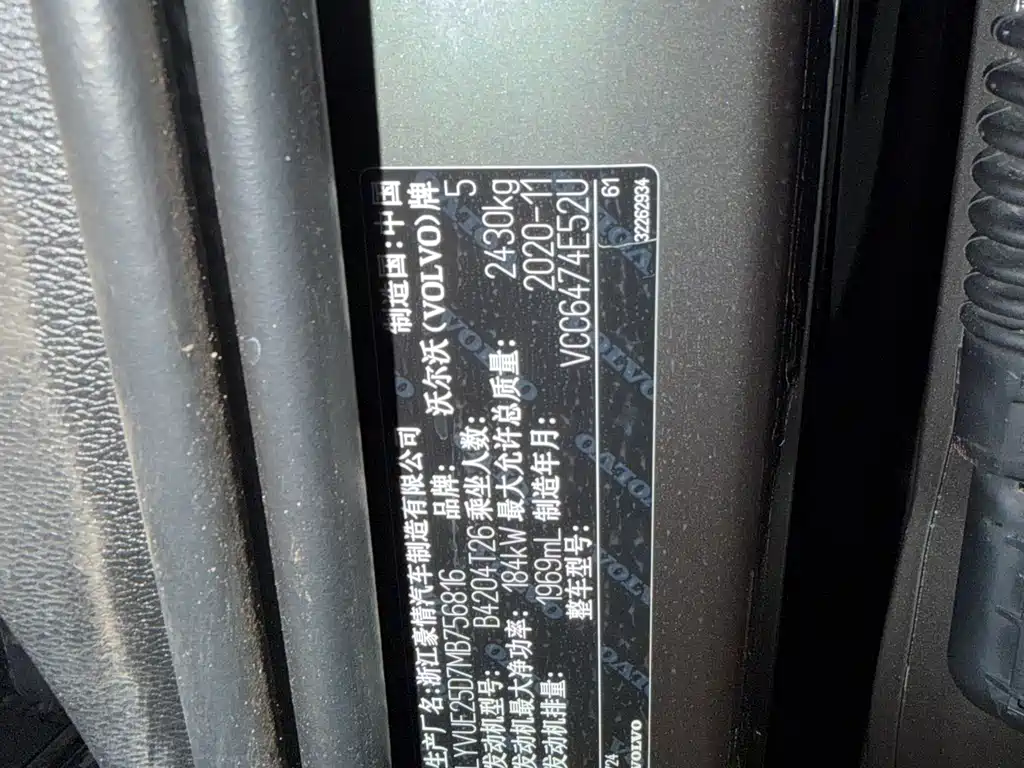 生产厂名:浙江豪情汽车制造有限公司 制造国:中国
LYVUE25D7MB756816 品牌: 沃尔沃(VOLVO)牌
发动机型号: B4204T26 乘坐人数: 5
发动机最大净功率: 184kW 最大允许总质量: 2430kg
发动机排量: 1969mL 制造年月: 2020-11
整车型号: VCC6474E52U
61
VOLVO 32262934